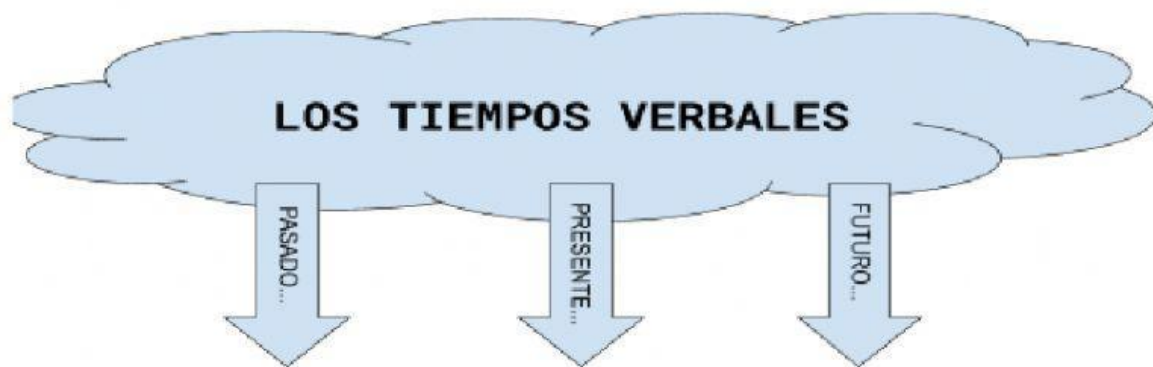 LOS TIEMPOS VERBALES
PASADO...
PRESENTE...
FUTURO...